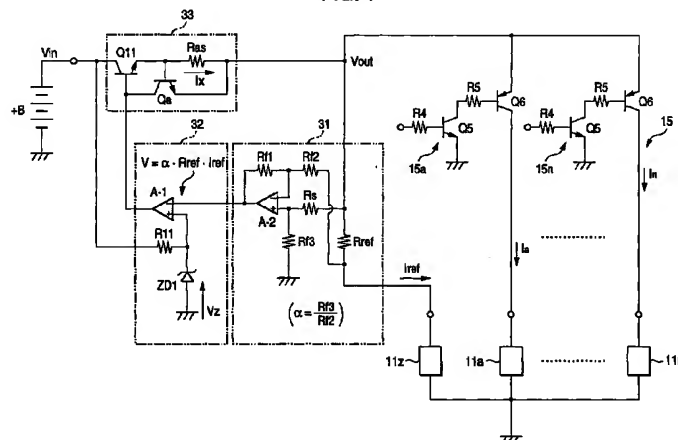 33
Vin
Q11
Ras
Ix
Qa
Vout
+B
32
31
V = α · Rref · Iref
A-1
R11
ZD1
Vz
Rf1
Rf2
A-2
Rs
Rf3
Rref
(α = Rf3/Rf2)
Iref
R4
Q5
R5
Q6
15a
R4
Q5
R5
Q6
15n
15
Ia
In
11z
11a
11